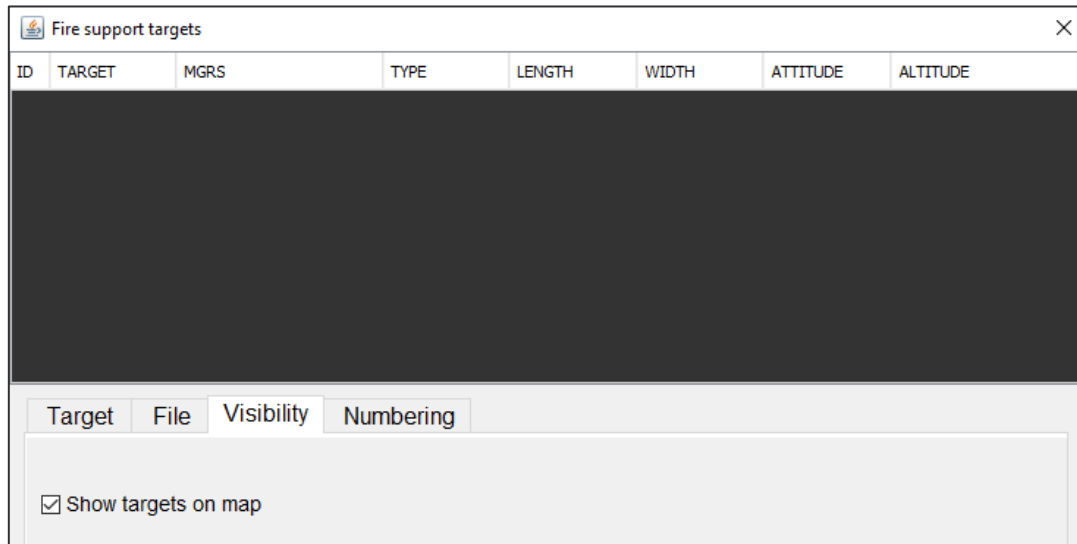 Fire support targets
ID TARGET MGRS TYPE LENGTH WIDTH ATTITUDE ALTITUDE
Target File Visibility Numbering
Show targets on map